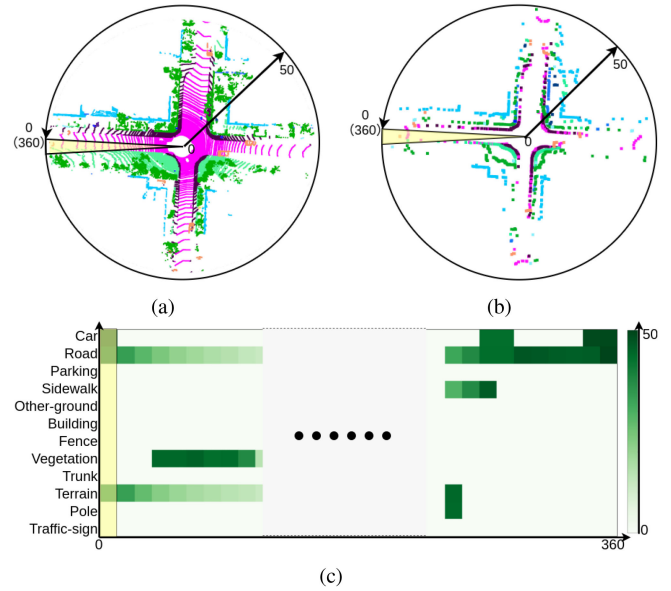 50
0
(360)
0
(a)
50
0
(360)
0
(b)
Car
Road
Parking
Sidewalk
Other-ground
Building
Fence
Vegetation
Trunk
Terrain
Pole
Traffic-sign
0
360
50
0
(c)